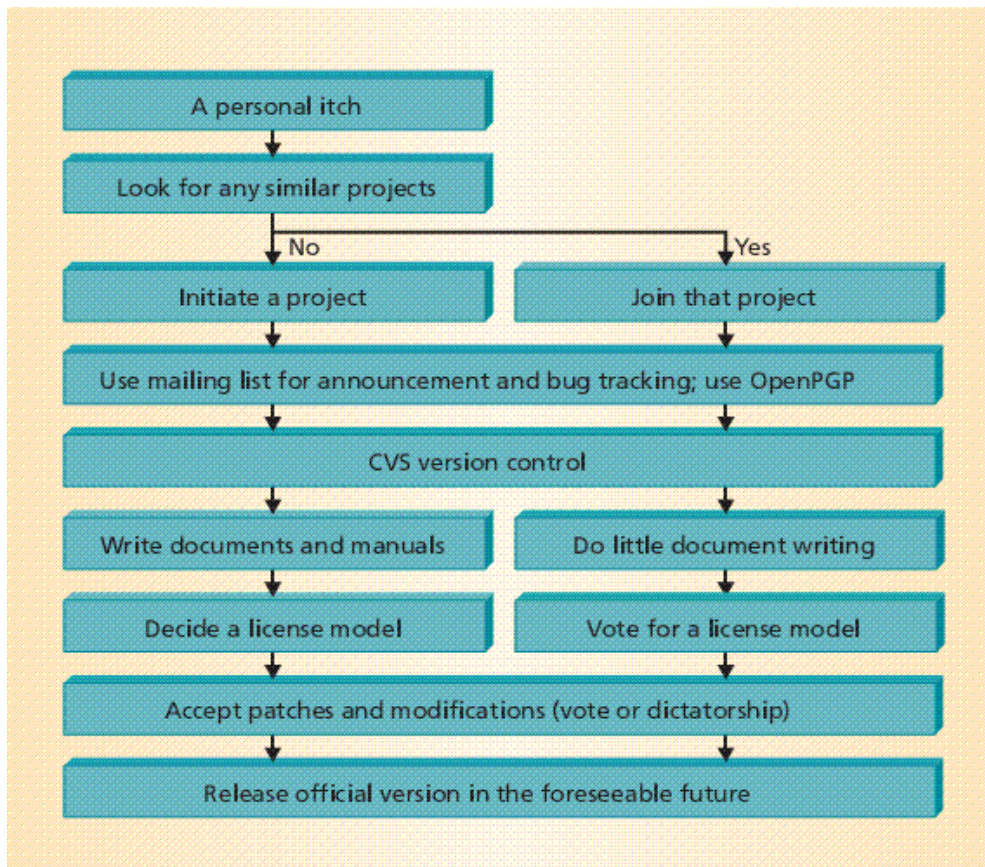 A personal itch
Look for any similar projects
No
Yes
Initiate a project
Join that project
Use mailing list for announcement and bug tracking; use OpenPGP
CVS version control
Write documents and manuals
Do little document writing
Decide a license model
Vote for a license model
Accept patches and modifications (vote or dictatorship)
Release official version in the foreseeable future